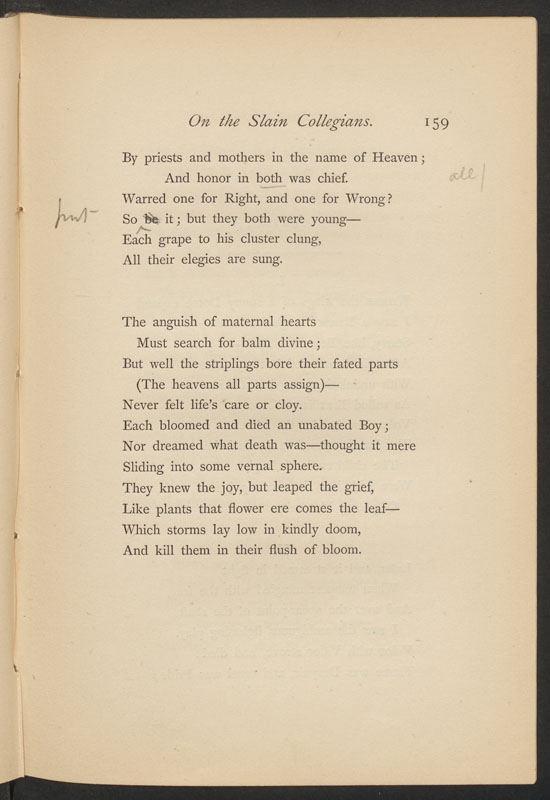 On the Slain Collegians. 159
By priests and mothers in the name of Heaven;
And honor in both was chief.
all/
Warred one for Right, and one for Wrong?
put
So be it; but they both were young—
Each grape to his cluster clung,
All their elegies are sung.
The anguish of maternal hearts
Must search for balm divine;
But well the striplings bore their fated parts
(The heavens all parts assign)—
Never felt life's care or cloy.
Each bloomed and died an unabated Boy;
Nor dreamed what death was—thought it mere
Sliding into some vernal sphere.
They knew the joy, but leaped the grief,
Like plants that flower ere comes the leaf—
Which storms lay low in kindly doom,
And kill them in their flush of bloom.